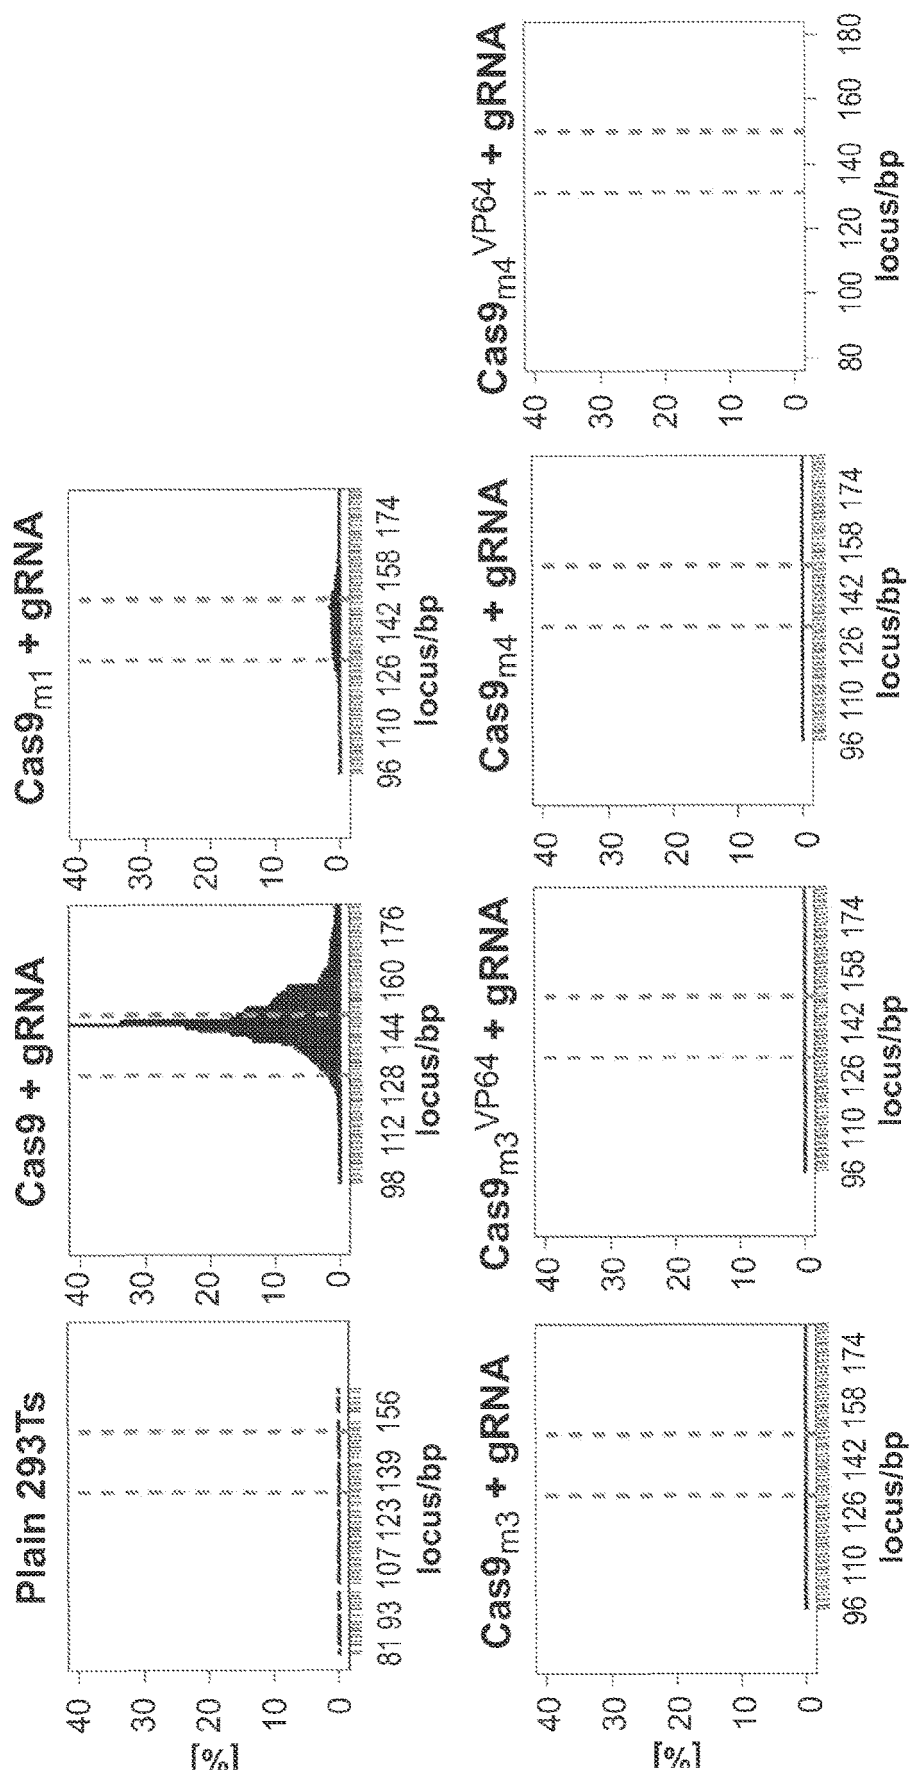 Plain 293Ts
[%]
40
30
20
10
0
81 93 107 123 139 156
locus/bp
Cas9 + gRNA
40
30
20
10
0
98 112 128 144 160 176
locus/bp
Cas9m1 + gRNA
40
30
20
10
0
96 110 126 142 158 174
locus/bp
Cas9m3 + gRNA
[%]
40
30
20
10
0
96 110 126 142 158 174
locus/bp
Cas9m3VP64 + gRNA
40
30
20
10
0
96 110 126 142 158 174
locus/bp
Cas9m4 + gRNA
40
30
20
10
0
96 110 126 142 158 174
locus/bp
Cas9m4VP64 + gRNA
40
30
20
10
0
80 100 120 140 160 180
locus/bp